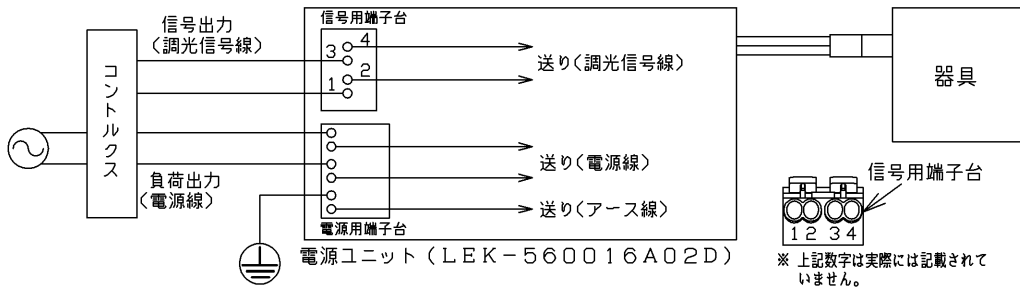 信号出力
(調光信号線)
コントルクス
負荷出力
(電源線)
信号用端子台
4
3
2
1
送り(調光信号線)
送り(電源線)
送り(アース線)
電源用端子台
電源ユニット(LEK-560016A02D)
器具
信号用端子台
1 2 3 4
※ 上記数字は実際には記載されて
いません。